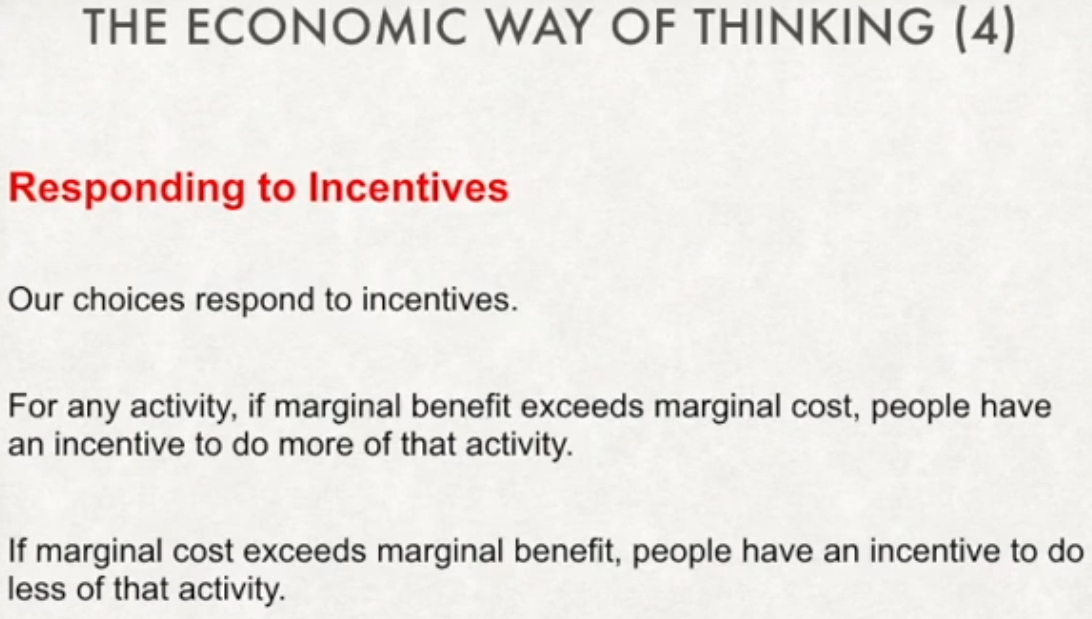 THE ECONOMIC WAY OF THINKING (4)
Responding to Incentives
Our choices respond to incentives.
For any activity, if marginal benefit exceeds marginal cost, people have
an incentive to do more of that activity.
If marginal cost exceeds marginal benefit, people have an incentive to do
less of that activity.